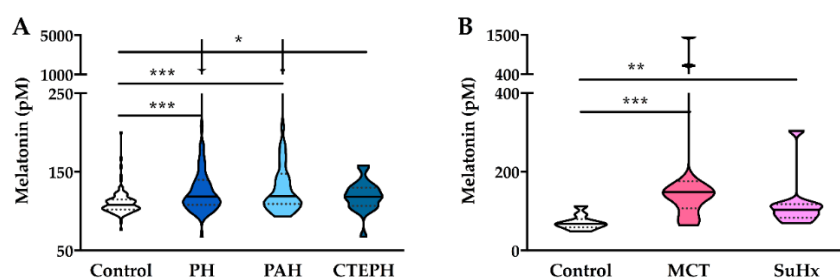 A
B
5000
1000
250
150
50
Melatonin (pM)
*
***
***
Control PH PAH CTEPH
1500
400
400
200
0
Melatonin (pM)
**
***
Control MCT SuHx